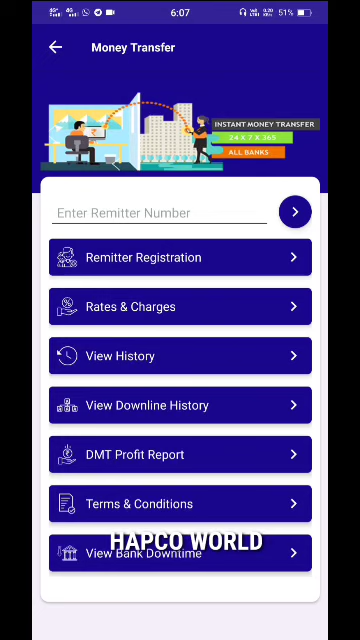 6:07
51%
Money Transfer
INSTANT MONEY TRANSFER
24 X 7 X 365
ALL BANKS
Enter Remitter Number
Remitter Registration
Rates & Charges
View History
View Downline History
DMT Profit Report
Terms & Conditions
HAPCO WORLD
View Bank Downtime